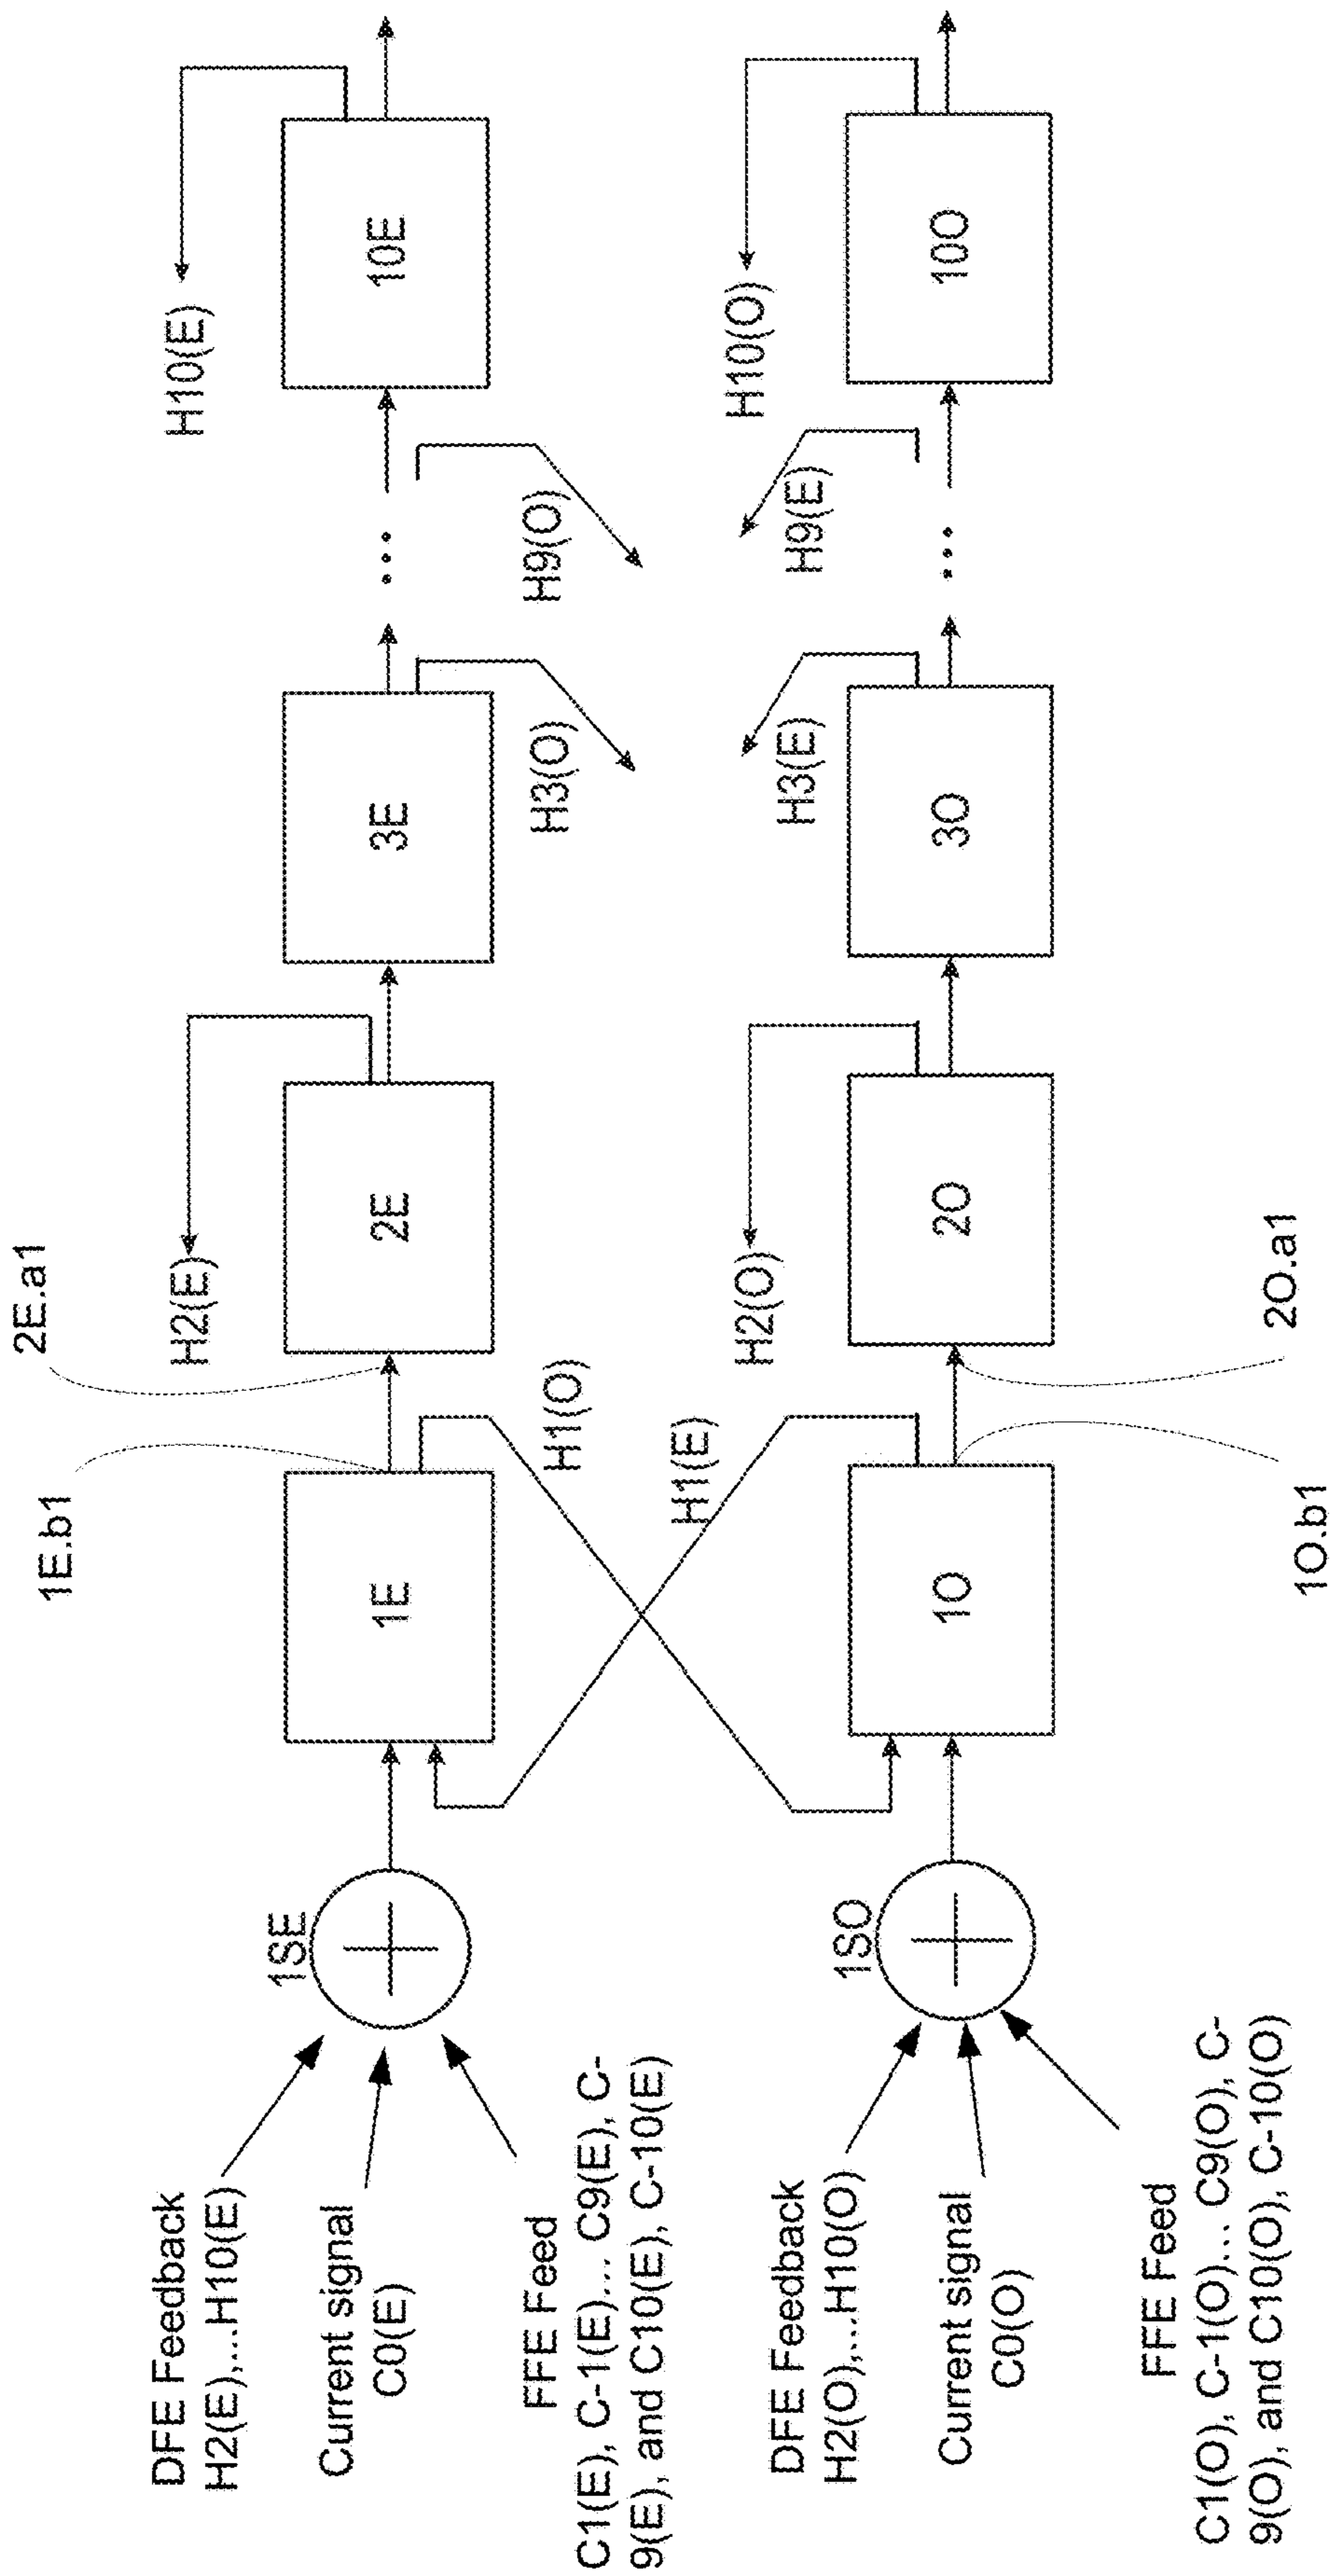 DFE Feedback
H2(E),...H10(E)
Current signal
C0(E)
FFE Feed
C1(E), C-1(E)... C9(E), C-
9(E), and C10(E), C-10(E)
1SE
1E.b1
1E
2E.a1
H2(E)
2E
3E
...
H10(E)
10E
H1(O)
H3(O)
H9(O)
H1(E)
H3(E)
H9(E)
DFE Feedback
H2(O),...H10(O)
Current signal
C0(O)
FFE Feed
C1(O), C-1(O)... C9(O), C-
9(O), and C10(O), C-10(O)
1SO
1O
H2(O)
2O
3O
...
H10(O)
10O
1O.b1
2O.a1